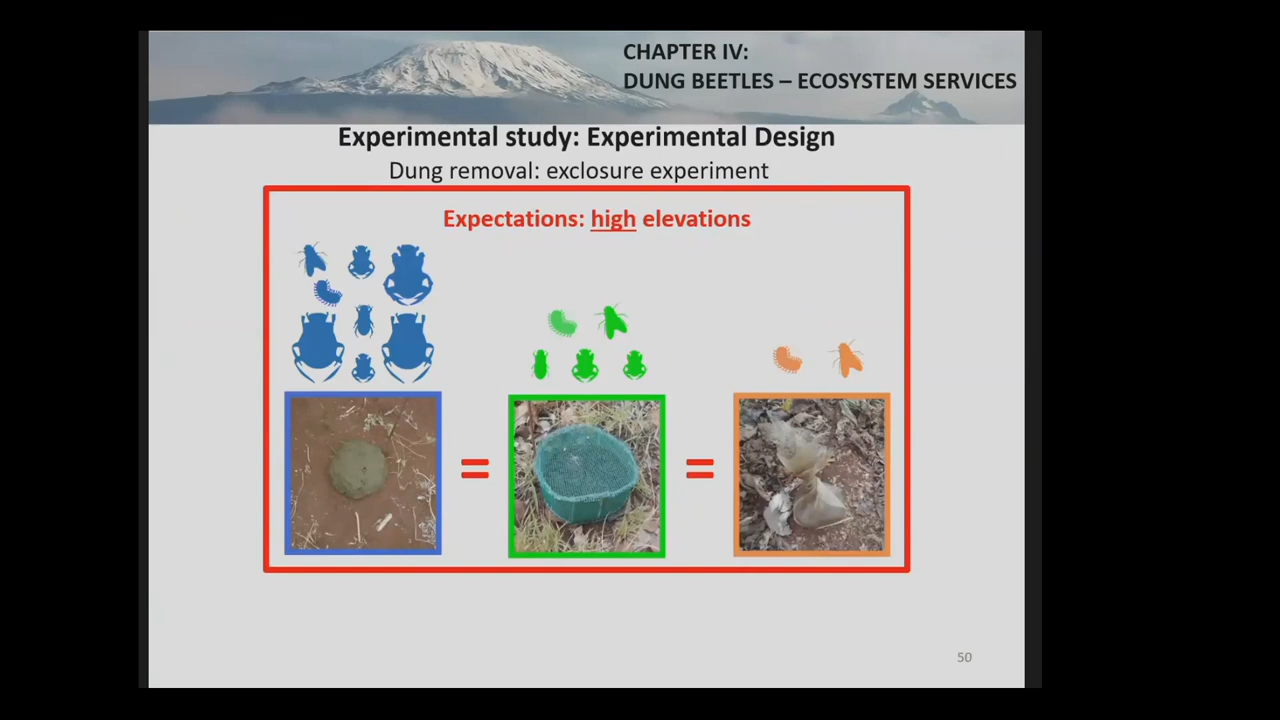 CHAPTER IV:
DUNG BEETLES – ECOSYSTEM SERVICES
Experimental study: Experimental Design
Dung removal: exclosure experiment
Expectations: high elevations
=
=
50